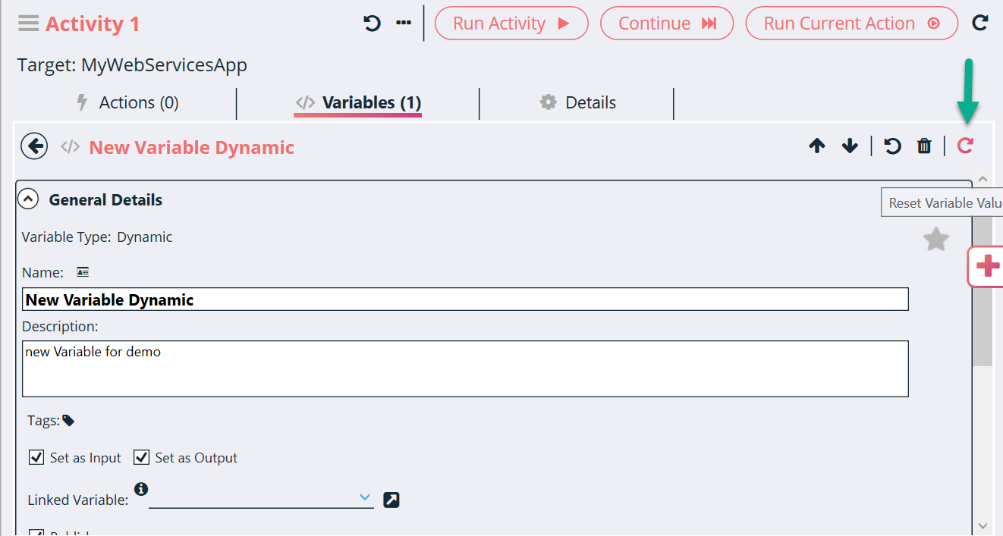 Activity 1
Run Activity
Continue
Run Current Action
Target: MyWebServicesApp
Actions (0)
Variables (1)
Details
New Variable Dynamic
General Details
Reset Variable Valu
Variable Type: Dynamic
Name:
New Variable Dynamic
Description:
new Variable for demo
Tags:
Set as Input
Set as Output
Linked Variable: